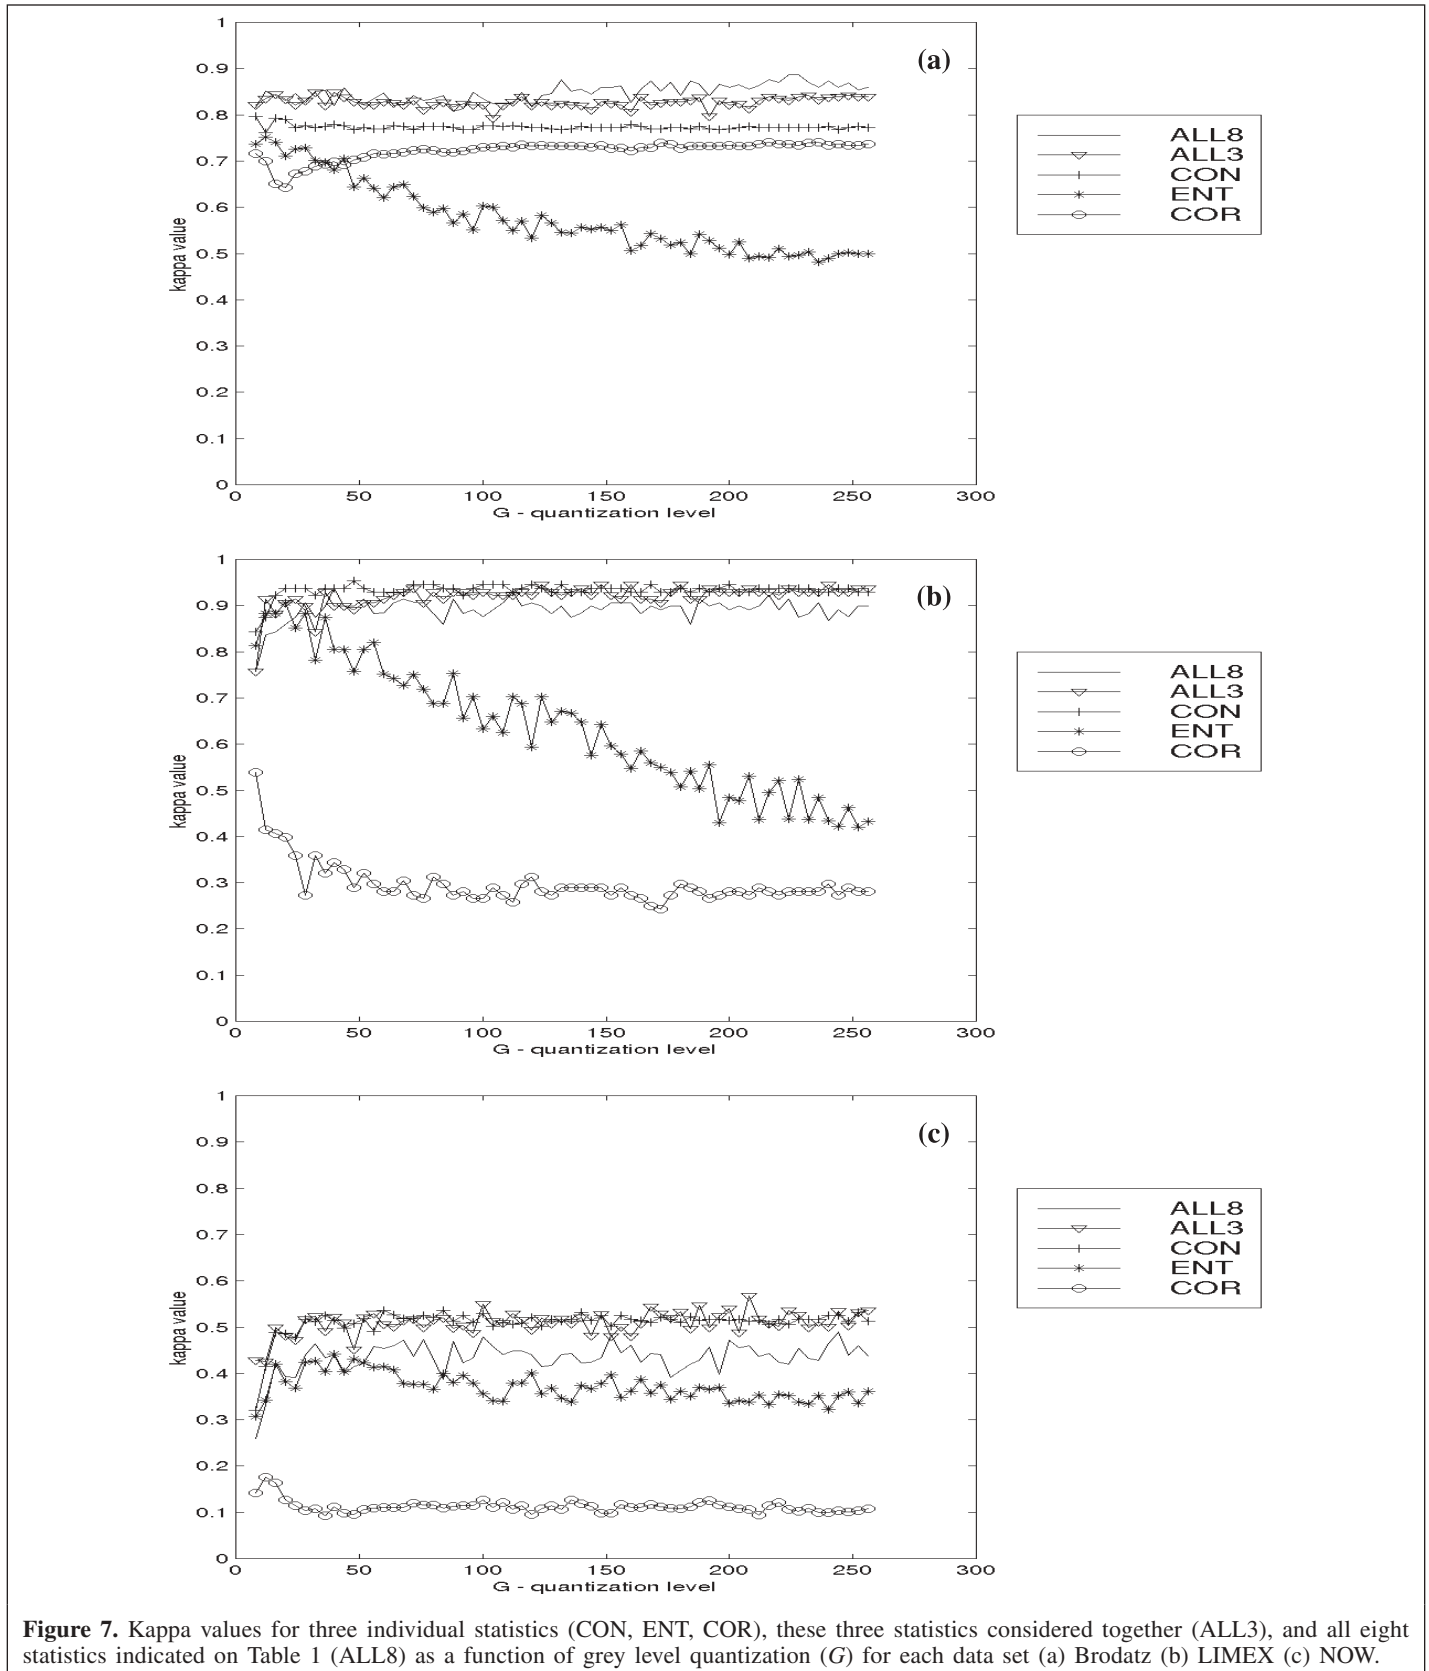 (a)
1
0.9
0.8
0.7
0.6
0.5
0.4
0.3
0.2
0.1
0
kappa value
0 50 100 150 200 250 300
G - quantization level
ALL8
ALL3
CON
ENT
COR
(b)
1
0.9
0.8
0.7
0.6
0.5
0.4
0.3
0.2
0.1
0
kappa value
0 50 100 150 200 250 300
G - quantization level
ALL8
ALL3
CON
ENT
COR
(c)
1
0.9
0.8
0.7
0.6
0.5
0.4
0.3
0.2
0.1
0
kappa value
0 50 100 150 200 250 300
G - quantization level
ALL8
ALL3
CON
ENT
COR
Figure 7. Kappa values for three individual statistics (CON, ENT, COR), these three statistics considered together (ALL3), and all eight
statistics indicated on Table 1 (ALL8) as a function of grey level quantization (G) for each data set (a) Brodatz (b) LIMEX (c) NOW.